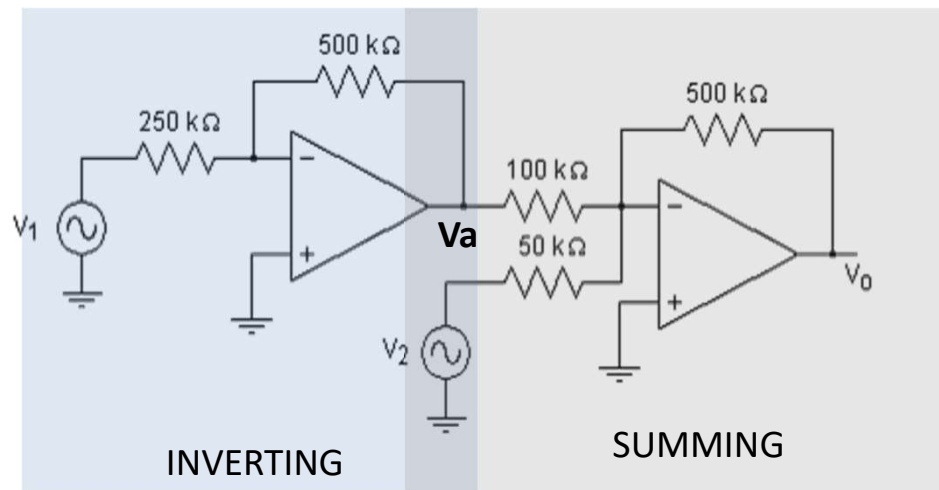 500 kΩ
250 kΩ
V1
Va
500 kΩ
100 kΩ
50 kΩ
V2
V0
INVERTING
SUMMING